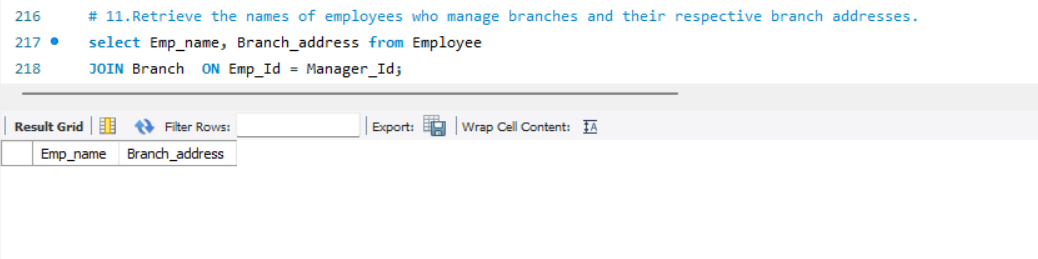 216 # 11.Retrieve the names of employees who manage branches and their respective branch addresses.
217 select Emp_name, Branch_address from Employee
218 JOIN Branch  ON Emp_Id = Manager_Id;
Result Grid Filter Rows: Export: Wrap Cell Content: IA
Emp_name Branch_address